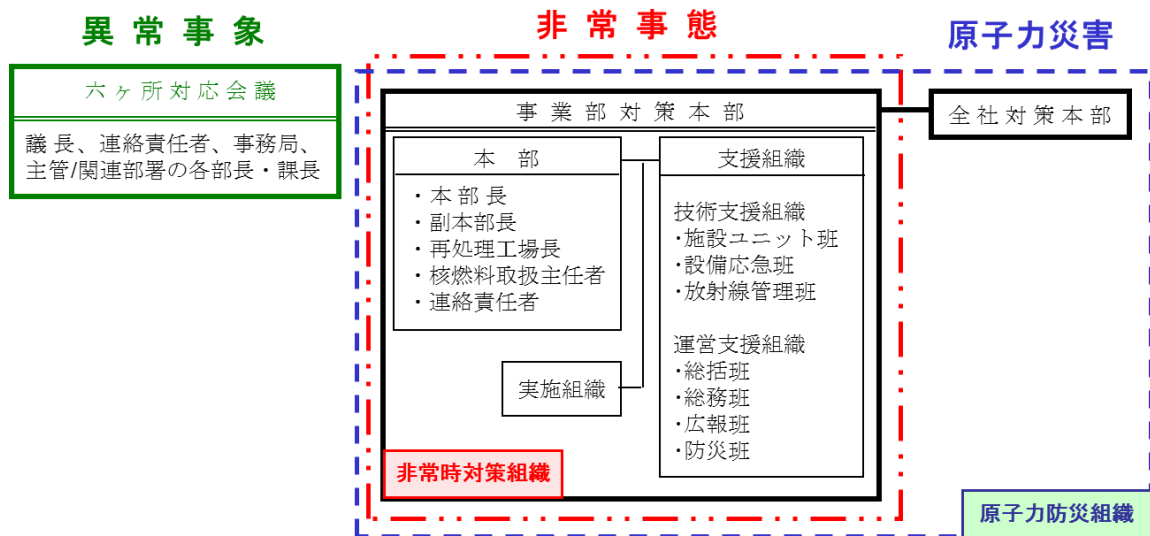 異常事象
非常事態
原子力災害
六ヶ所対応会議
議長、連絡責任者、事務局、
主管/関連部署の各部長・課長
事業部対策本部
全社対策本部
本部
・本部長
・副本部長
・再処理工場長
・核燃料取扱主任者
・連絡責任者
支援組織
技術支援組織
・施設ユニット班
・設備応急班
・放射線管理班
運営支援組織
・総括班
・総務班
・広報班
・防災班
実施組織
非常時対策組織
原子力防災組織